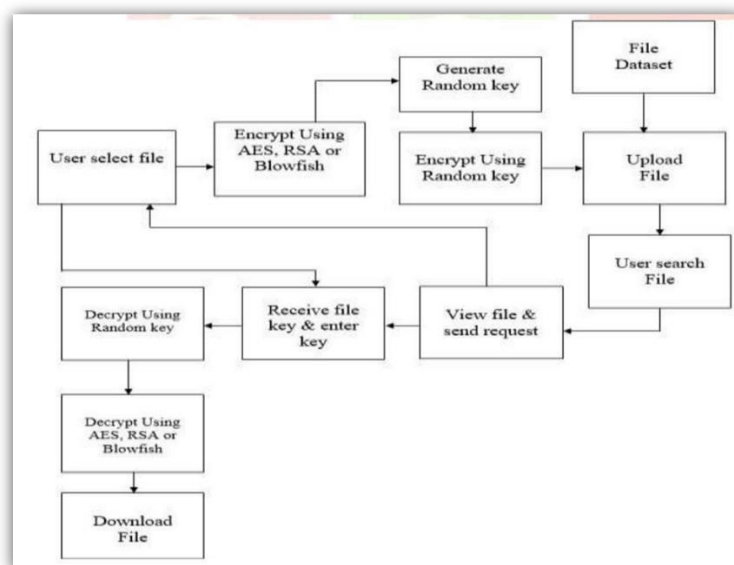 File
Dataset
Generate
Random key
User select file
Encrypt Using
AES, RSA or
Blowfish
Encrypt Using
Random key
Upload
File
User search
File
Decrypt Using
Random key
Receive file
key & enter
key
View file &
send request
Decrypt Using
AES, RSA or
Blowfish
Download
File